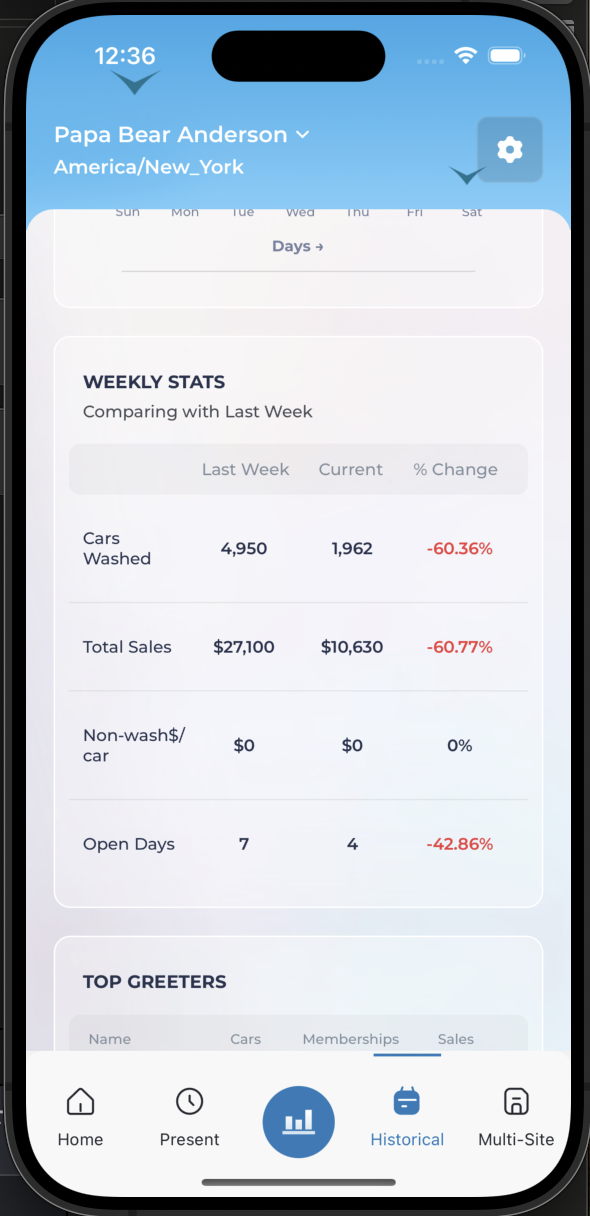 12:36
Papa Bear Anderson
America/New_York
Sun Mon Tue Wed Thu Fri Sat
Days →
WEEKLY STATS
Comparing with Last Week
Last Week Current % Change
Cars
Washed 4,950 1,962 -60.36%
Total Sales $27,100 $10,630 -60.77%
Non-wash$/
car $0 $0 0%
Open Days 7 4 -42.86%
TOP GREETERS
Name Cars Memberships Sales
Home Present Historical Multi-Site